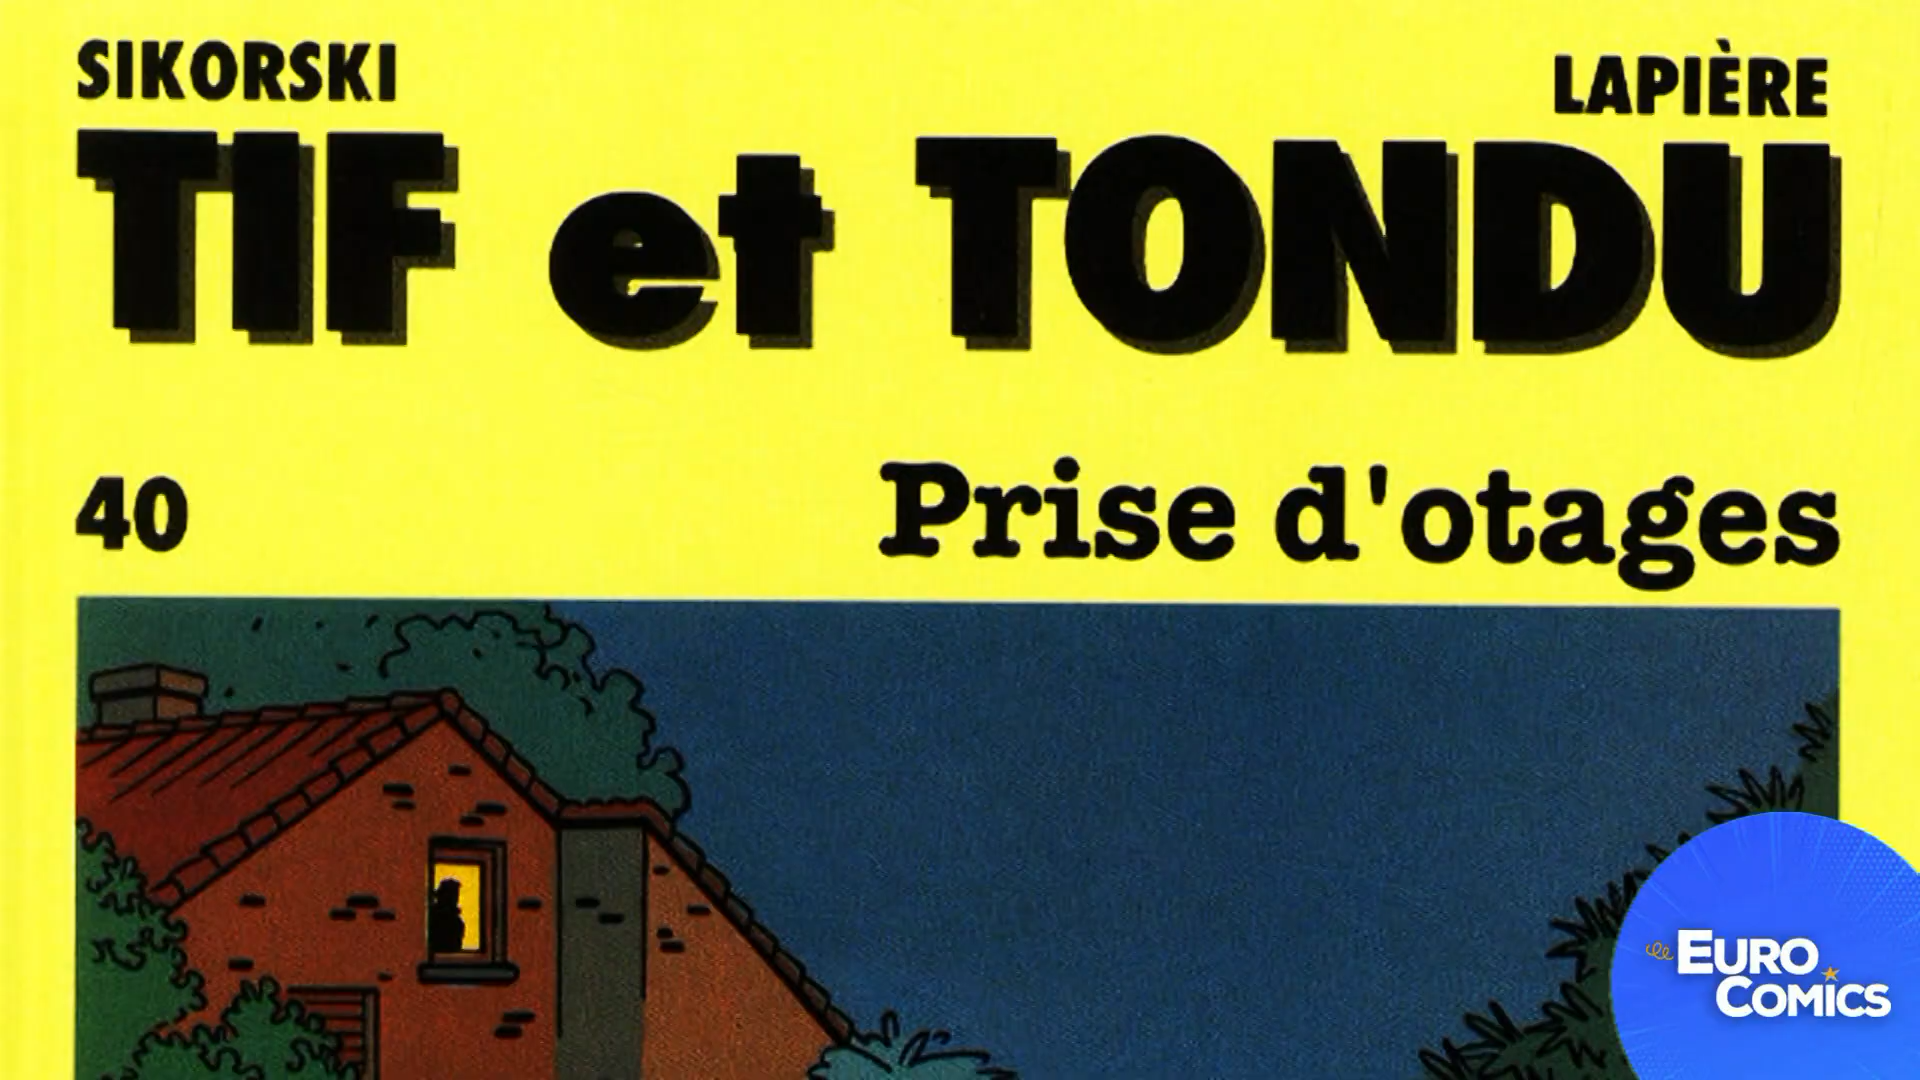 SIKORSKI
LAPIÈRE
TIF et TONDU
40
Prise d'otages
EURO
COMICS